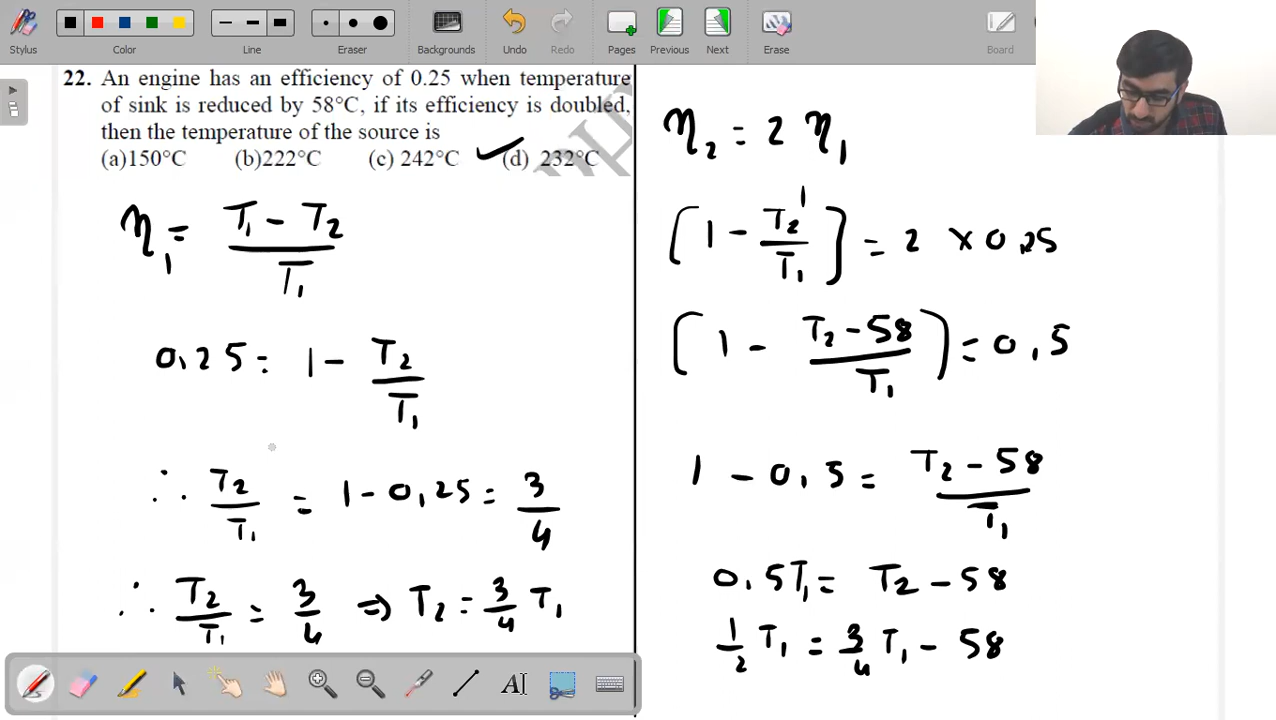 Stylus Color Line Eraser Backgrounds Undo Redo Pages Previous Next Erase Board
22. An engine has an efficiency of 0.25 when temperature
of sink is reduced by 58°C, if its efficiency is doubled,
then the temperature of the source is
(a)150°C (b)222°C (c) 242°C (d) 232°C
η₁ = (T₁ - T₂)/T₁
0.25 = 1 - T₂/T₁
∴ T₂/T₁ = 1 - 0.25 = 3/4
∴ T₂/T₁ = 3/4 ⇒ T₂ = 3/4 T₁
η₂ = 2 η₁
(1 - T₂'/T₁) = 2 × 0.25
(1 - (T₂ - 58)/T₁) = 0.5
1 - 0.5 = (T₂ - 58)/T₁
0.5T₁ = T₂ - 58
1/2 T₁ = 3/4 T₁ - 58